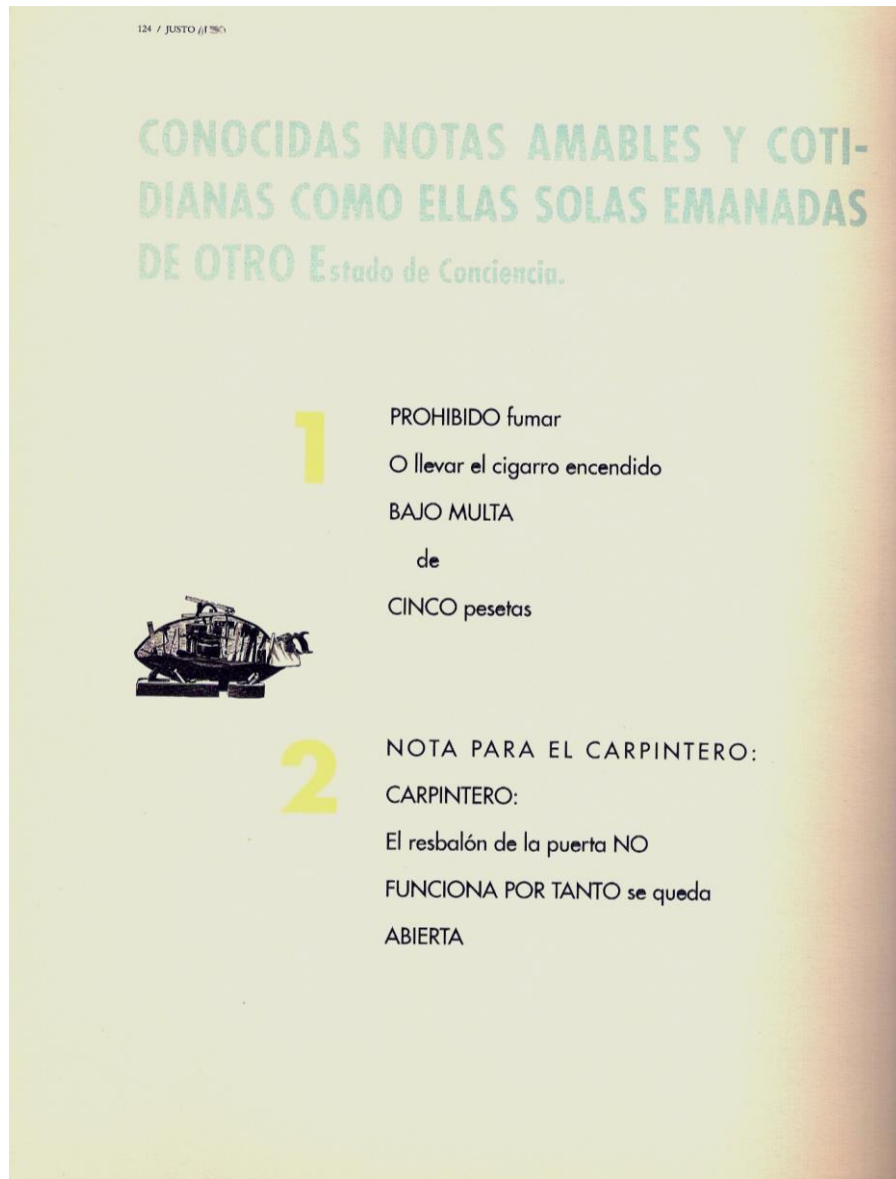 124 / JUSTO
CONOCIDAS NOTAS AMABLES Y COTI-
DIANAS COMO ELLAS SOLAS EMANADAS
DE OTRO Estado de Conciencia.
1
PROHIBIDO fumar
O llevar el cigarro encendido
BAJO MULTA
de
CINCO pesetas
2
NOTA PARA EL CARPINTERO:
CARPINTERO:
El resbalón de la puerta NO
FUNCIONA POR TANTO se queda
ABIERTA